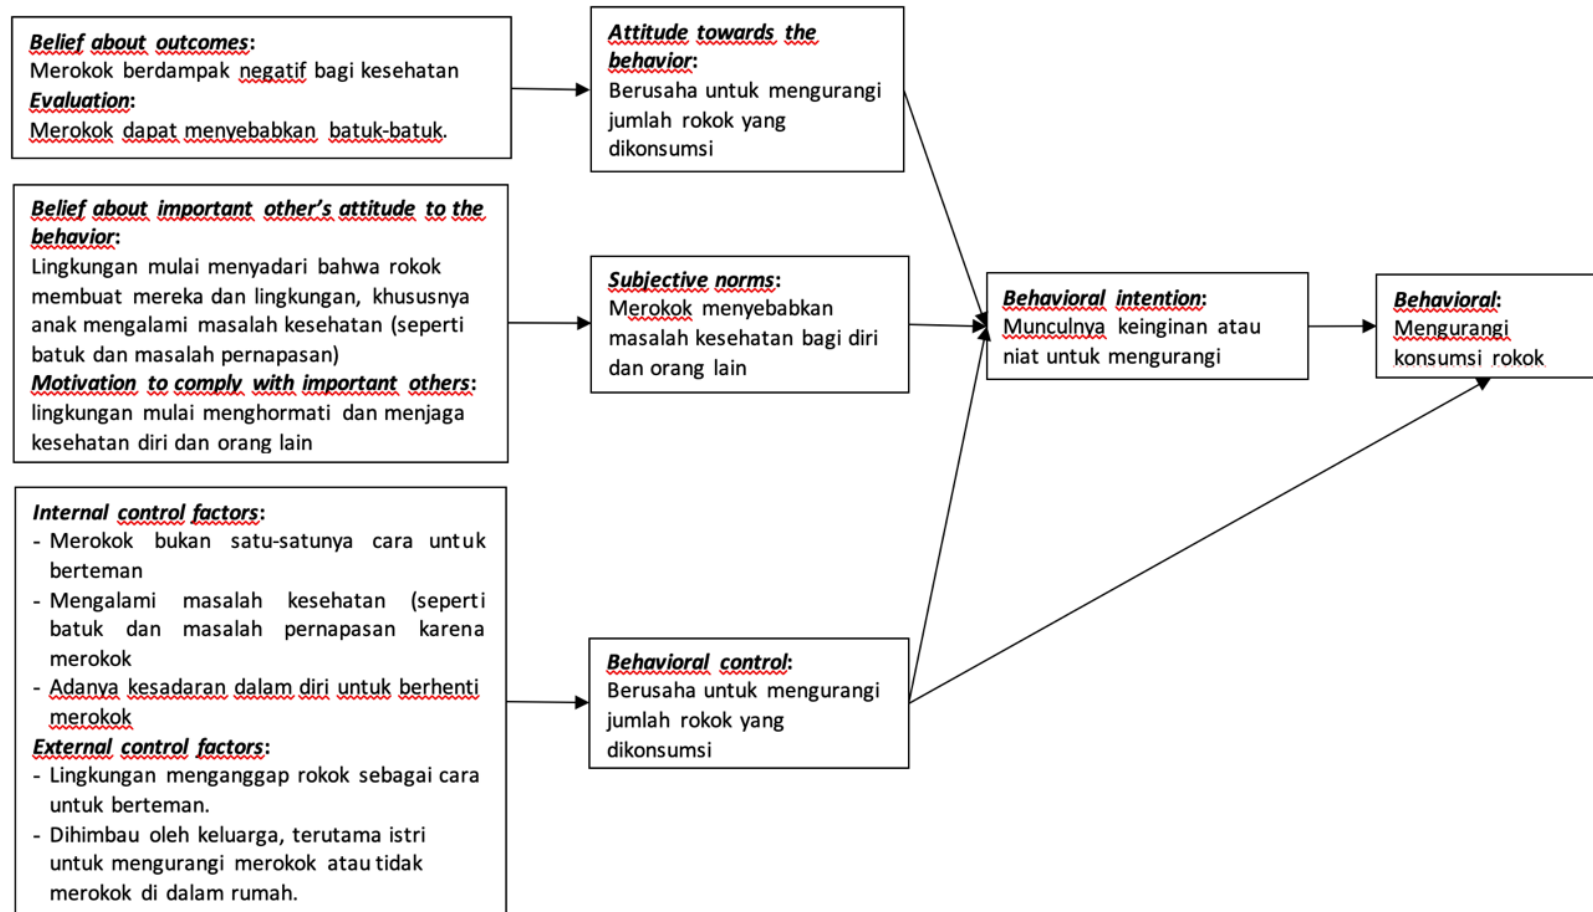 Belief about outcomes:
Merokok berdampak negatif bagi kesehatan
Evaluation:
Merokok dapat menyebabkan batuk-batuk.
Attitude towards the
behavior:
Berusaha untuk mengurangi
jumlah rokok yang
dikonsumsi
Belief about important other's attitude to the
behavior:
Lingkungan mulai menyadari bahwa rokok
membuat mereka dan lingkungan, khususnya
anak mengalami masalah kesehatan (seperti
batuk dan masalah pernapasan)
Motivation to comply with important others:
lingkungan mulai menghormati dan menjaga
kesehatan diri dan orang lain
Subjective norms:
Merokok menyebabkan
masalah kesehatan bagi diri
dan orang lain
Behavioral intention:
Munculnya keinginan atau
niat untuk mengurangi
Behavioral:
Mengurangi
konsumsi rokok
Internal control factors:
- Merokok bukan satu-satunya cara untuk
berteman
- Mengalami masalah kesehatan (seperti
batuk dan masalah pernapasan karena
merokok
- Adanya kesadaran dalam diri untuk berhenti
merokok
External control factors:
- Lingkungan menganggap rokok sebagai cara
untuk berteman.
- Dihimbau oleh keluarga, terutama istri
untuk mengurangi merokok atau tidak
merokok di dalam rumah.
Behavioral control:
Berusaha untuk mengurangi
jumlah rokok yang
dikonsumsi